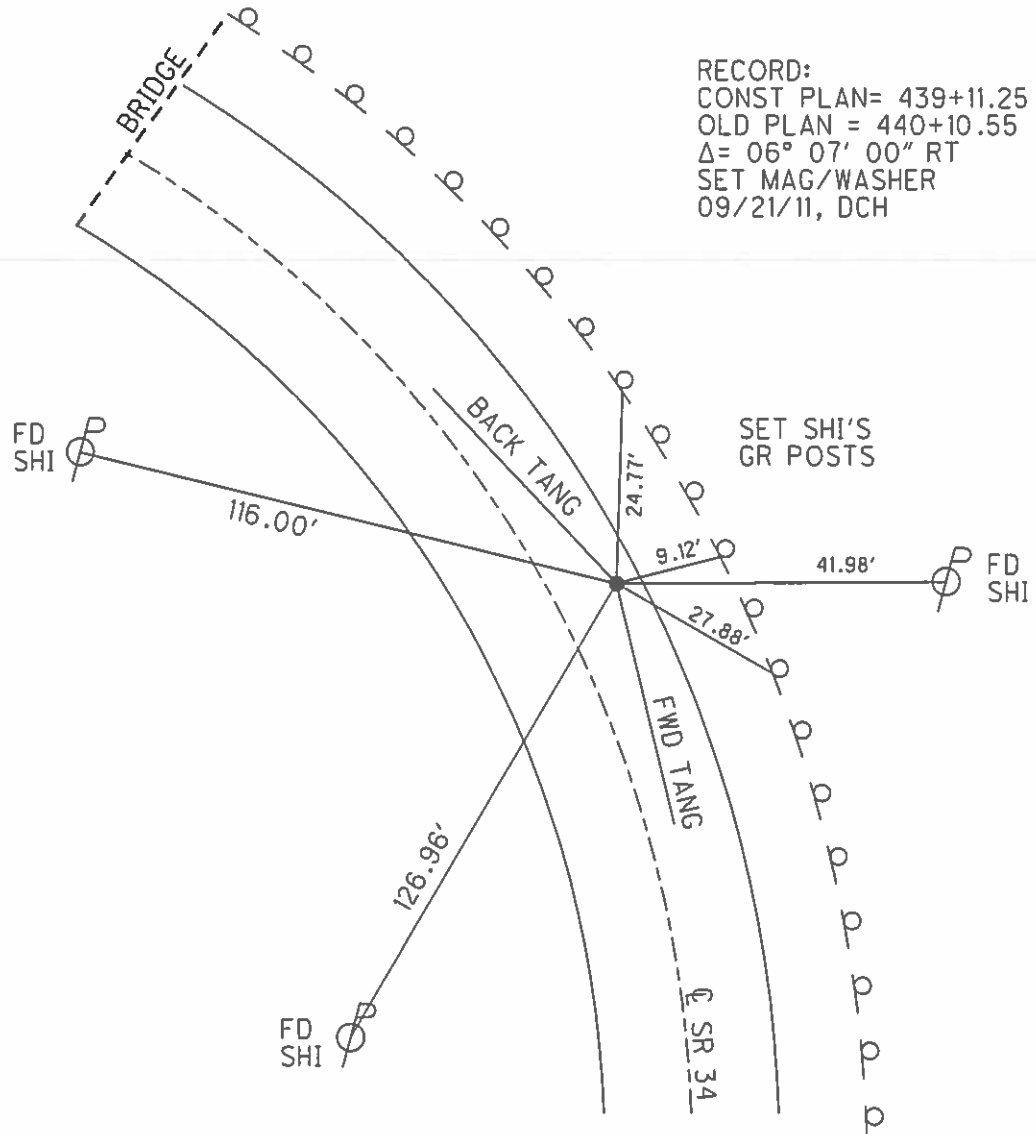 BRIDGE
RECORD:
CONST PLAN= 439+11.25
OLD PLAN = 440+10.55
Δ= 06° 07' 00" RT
SET MAG/WASHER
09/21/11, DCH
FD
SHI
116.00'
BACK TANG
24.77'
SET SHI'S
GR POSTS
9.12'
41.98'
FD
SHI
27.88'
FWD TANG
126.96'
FD
SHI
℄ SR 34